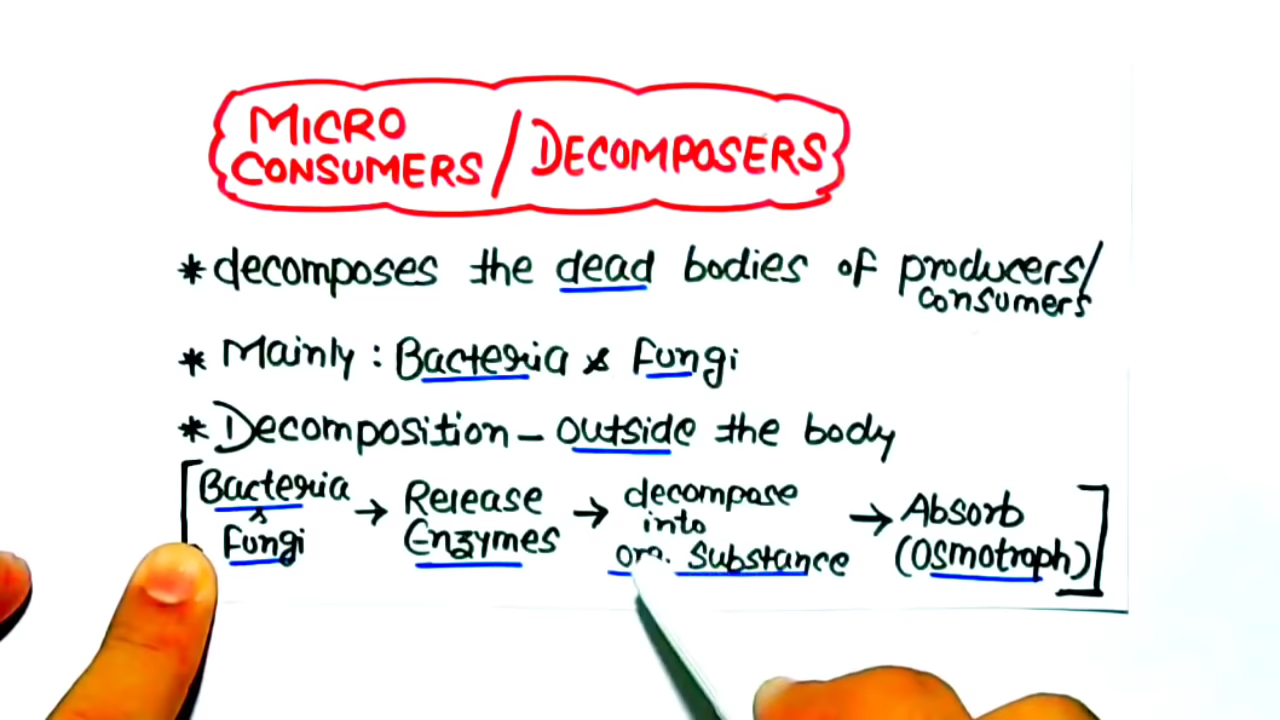 MICRO
CONSUMERS / DECOMPOSERS
* decomposes the dead bodies of producers/
consumers
* Mainly : Bacteria & Fungi
* Decomposition - outside the body
[Bacteria & Fungi → Release Enzymes → decompose into org. Substance → Absorb (Osmotroph)]